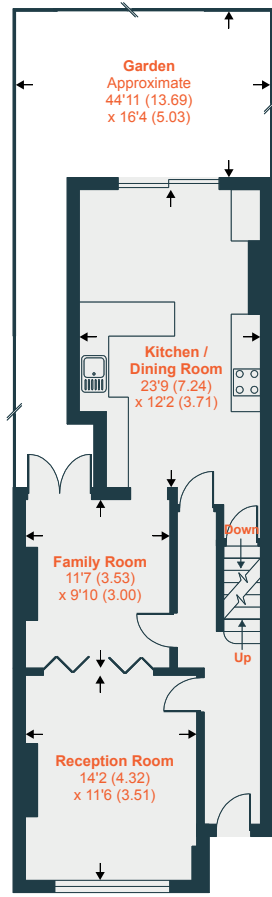 Garden
Approximate
44'11 (13.69)
x 16'4 (5.03)
Kitchen /
Dining Room
23'9 (7.24)
x 12'2 (3.71)
Down
Family Room
11'7 (3.53)
x 9'10 (3.00)
Up
Reception Room
14'2 (4.32)
x 11'6 (3.51)